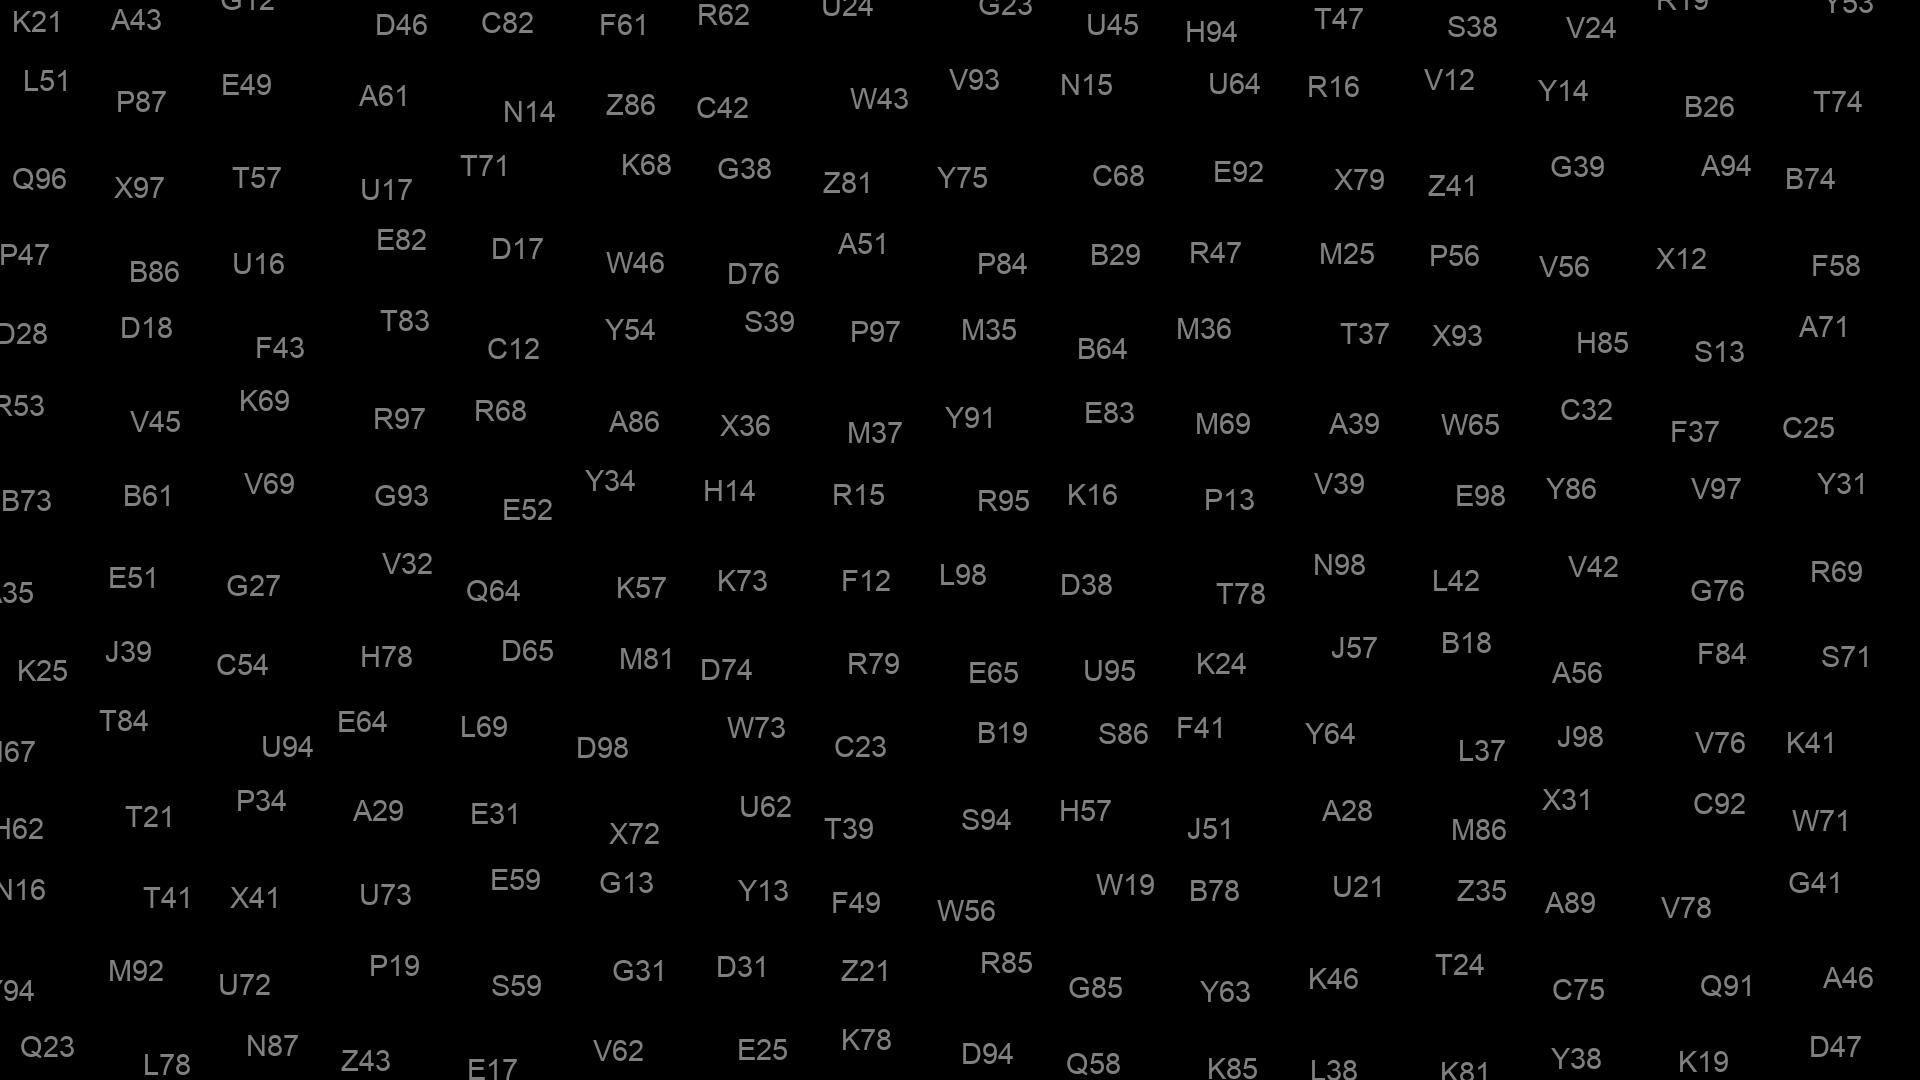 K21 A43 G12 D46 C82 F61 R62 U24 G23 U45 H94 T47 S38 V24 R19 Y53
L51 P87 E49 A61 N14 Z86 C42 W43 V93 N15 U64 R16 V12 Y14 B26 T74
Q96 X97 T57 U17 T71 K68 G38 Z81 Y75 C68 E92 X79 Z41 G39 A94 B74
P47 B86 U16 E82 D17 W46 D76 A51 P84 B29 R47 M25 P56 V56 X12 F58
D28 D18 F43 T83 C12 Y54 S39 P97 M35 B64 M36 T37 X93 H85 S13 A71
R53 V45 K69 R97 R68 A86 X36 M37 Y91 E83 M69 A39 W65 C32 F37 C25
B73 B61 V69 G93 E52 Y34 H14 R15 R95 K16 P13 V39 E98 Y86 V97 Y31
E51 G27 V32 Q64 K57 K73 F12 L98 D38 T78 N98 L42 V42 G76 R69
K25 J39 C54 H78 D65 M81 D74 R79 E65 U95 K24 J57 B18 A56 F84 S71
T84 U94 E64 L69 D98 W73 C23 B19 S86 F41 Y64 L37 J98 V76 K41
H62 T21 P34 A29 E31 X72 U62 T39 S94 H57 J51 A28 M86 X31 C92 W71
N16 T41 X41 U73 E59 G13 Y13 F49 W56 W19 B78 U21 Z35 A89 V78 G41
M92 U72 P19 S59 G31 D31 Z21 R85 G85 Y63 K46 T24 C75 Q91 A46
Q23 L78 N87 Z43 E17 V62 E25 K78 D94 Q58 K85 L38 K81 Y38 K19 D47